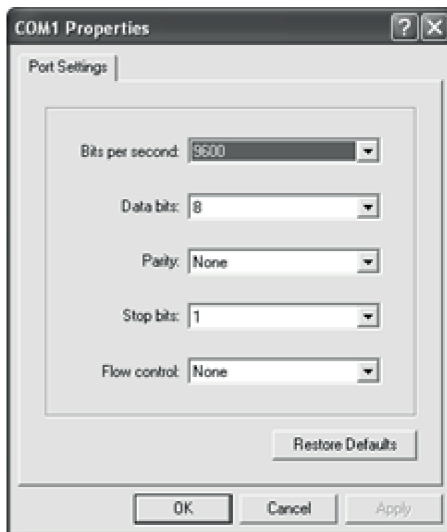 COM1 Properties
Port Settings
Bits per second: 9600
Data bits: 8
Parity: None
Stop bits: 1
Flow control: None
Restore Defaults
OK Cancel Apply